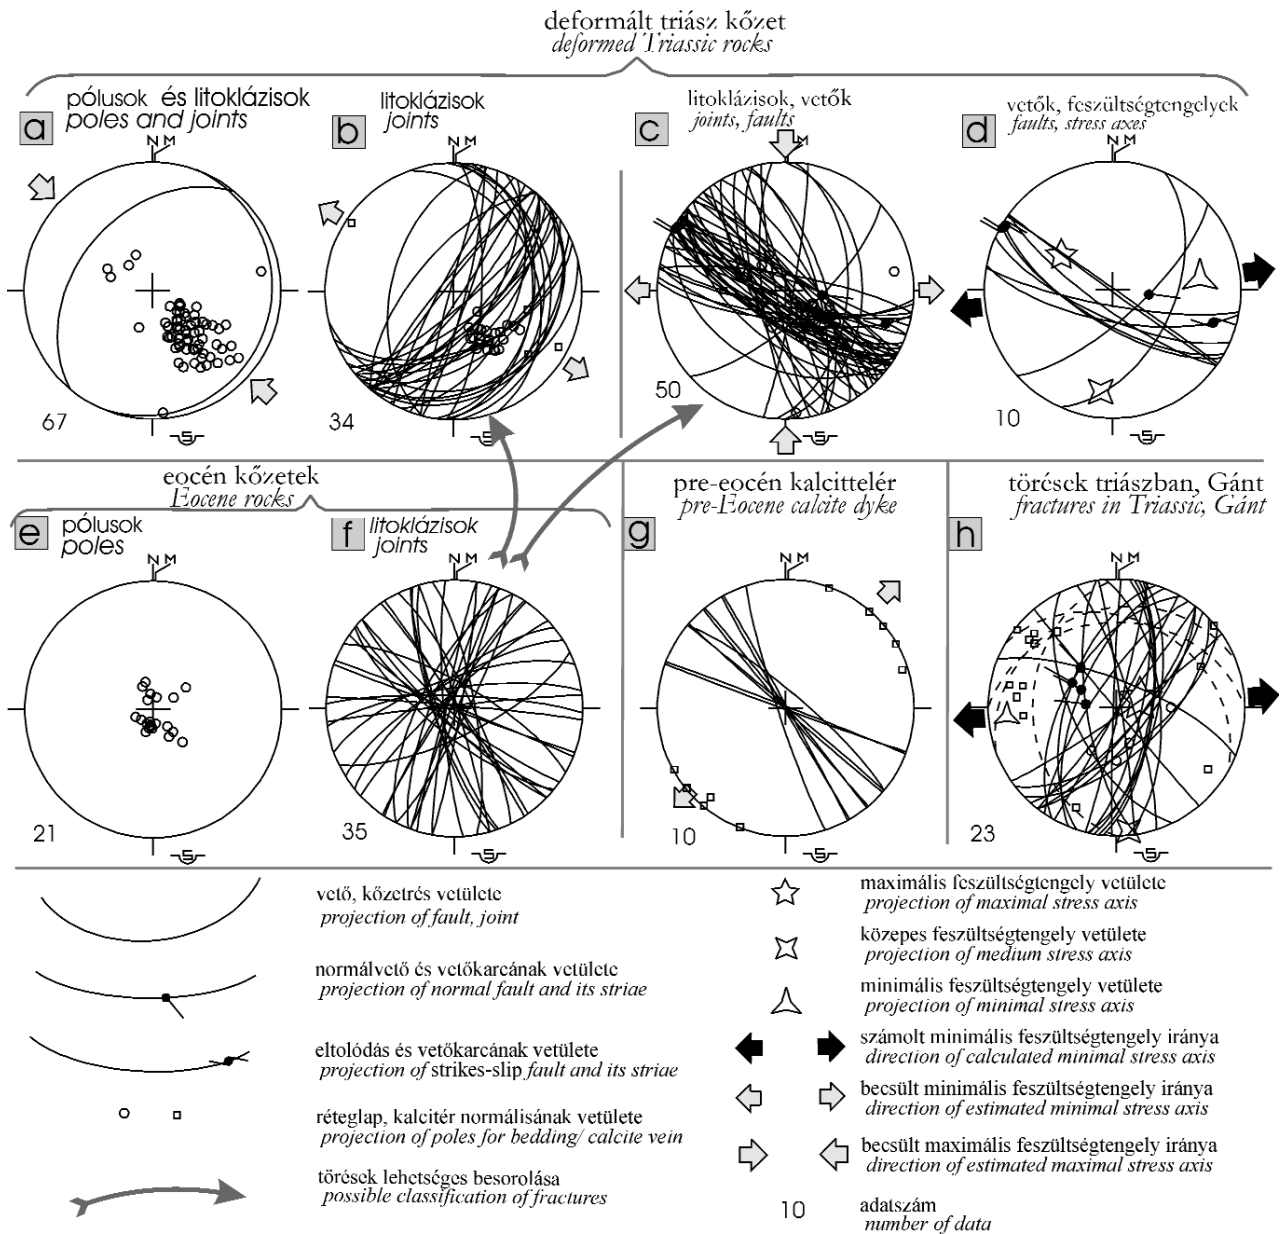 deformált triász kőzet
deformed Triassic rocks
a
pólusok és litoklázisok
poles and joints
b
litoklázisok
joints
c
litoklázisok, vetők
joints, faults
d
vetők, feszültségtengelyek
faults, stress axes
N M
N M
N M
N M
67
34
50
10
S
S
S
S
eocén kőzetek
Eocene rocks
e
pólusok
poles
f
litoklázisok
joints
g
pre-eocén kalcittelér
pre-Eocene calcite dyke
h
törések triászban, Gánt
fractures in Triassic, Gánt
N M
N M
N M
N M
21
35
10
23
S
S
S
S
vető, kőzetrés vetülete
projection of fault, joint
normálvető és vetőkarcának vetülete
projection of normal fault and its striae
eltolódás és vetőkarcának vetülete
projection of strikes-slip fault and its striae
réteglap, kalcitér normálisának vetülete
projection of poles for bedding/ calcite vein
törések lehetséges besorolása
possible classification of fractures
maximális feszültségtengely vetülete
projection of maximal stress axis
közepes feszültségtengely vetülete
projection of medium stress axis
minimális feszültségtengely vetülete
projection of minimal stress axis
számolt minimális feszültségtengely iránya
direction of calculated minimal stress axis
becsült minimális feszültségtengely iránya
direction of estimated minimal stress axis
becsült maximális feszültségtengely iránya
direction of estimated maximal stress axis
10
adatszám
number of data